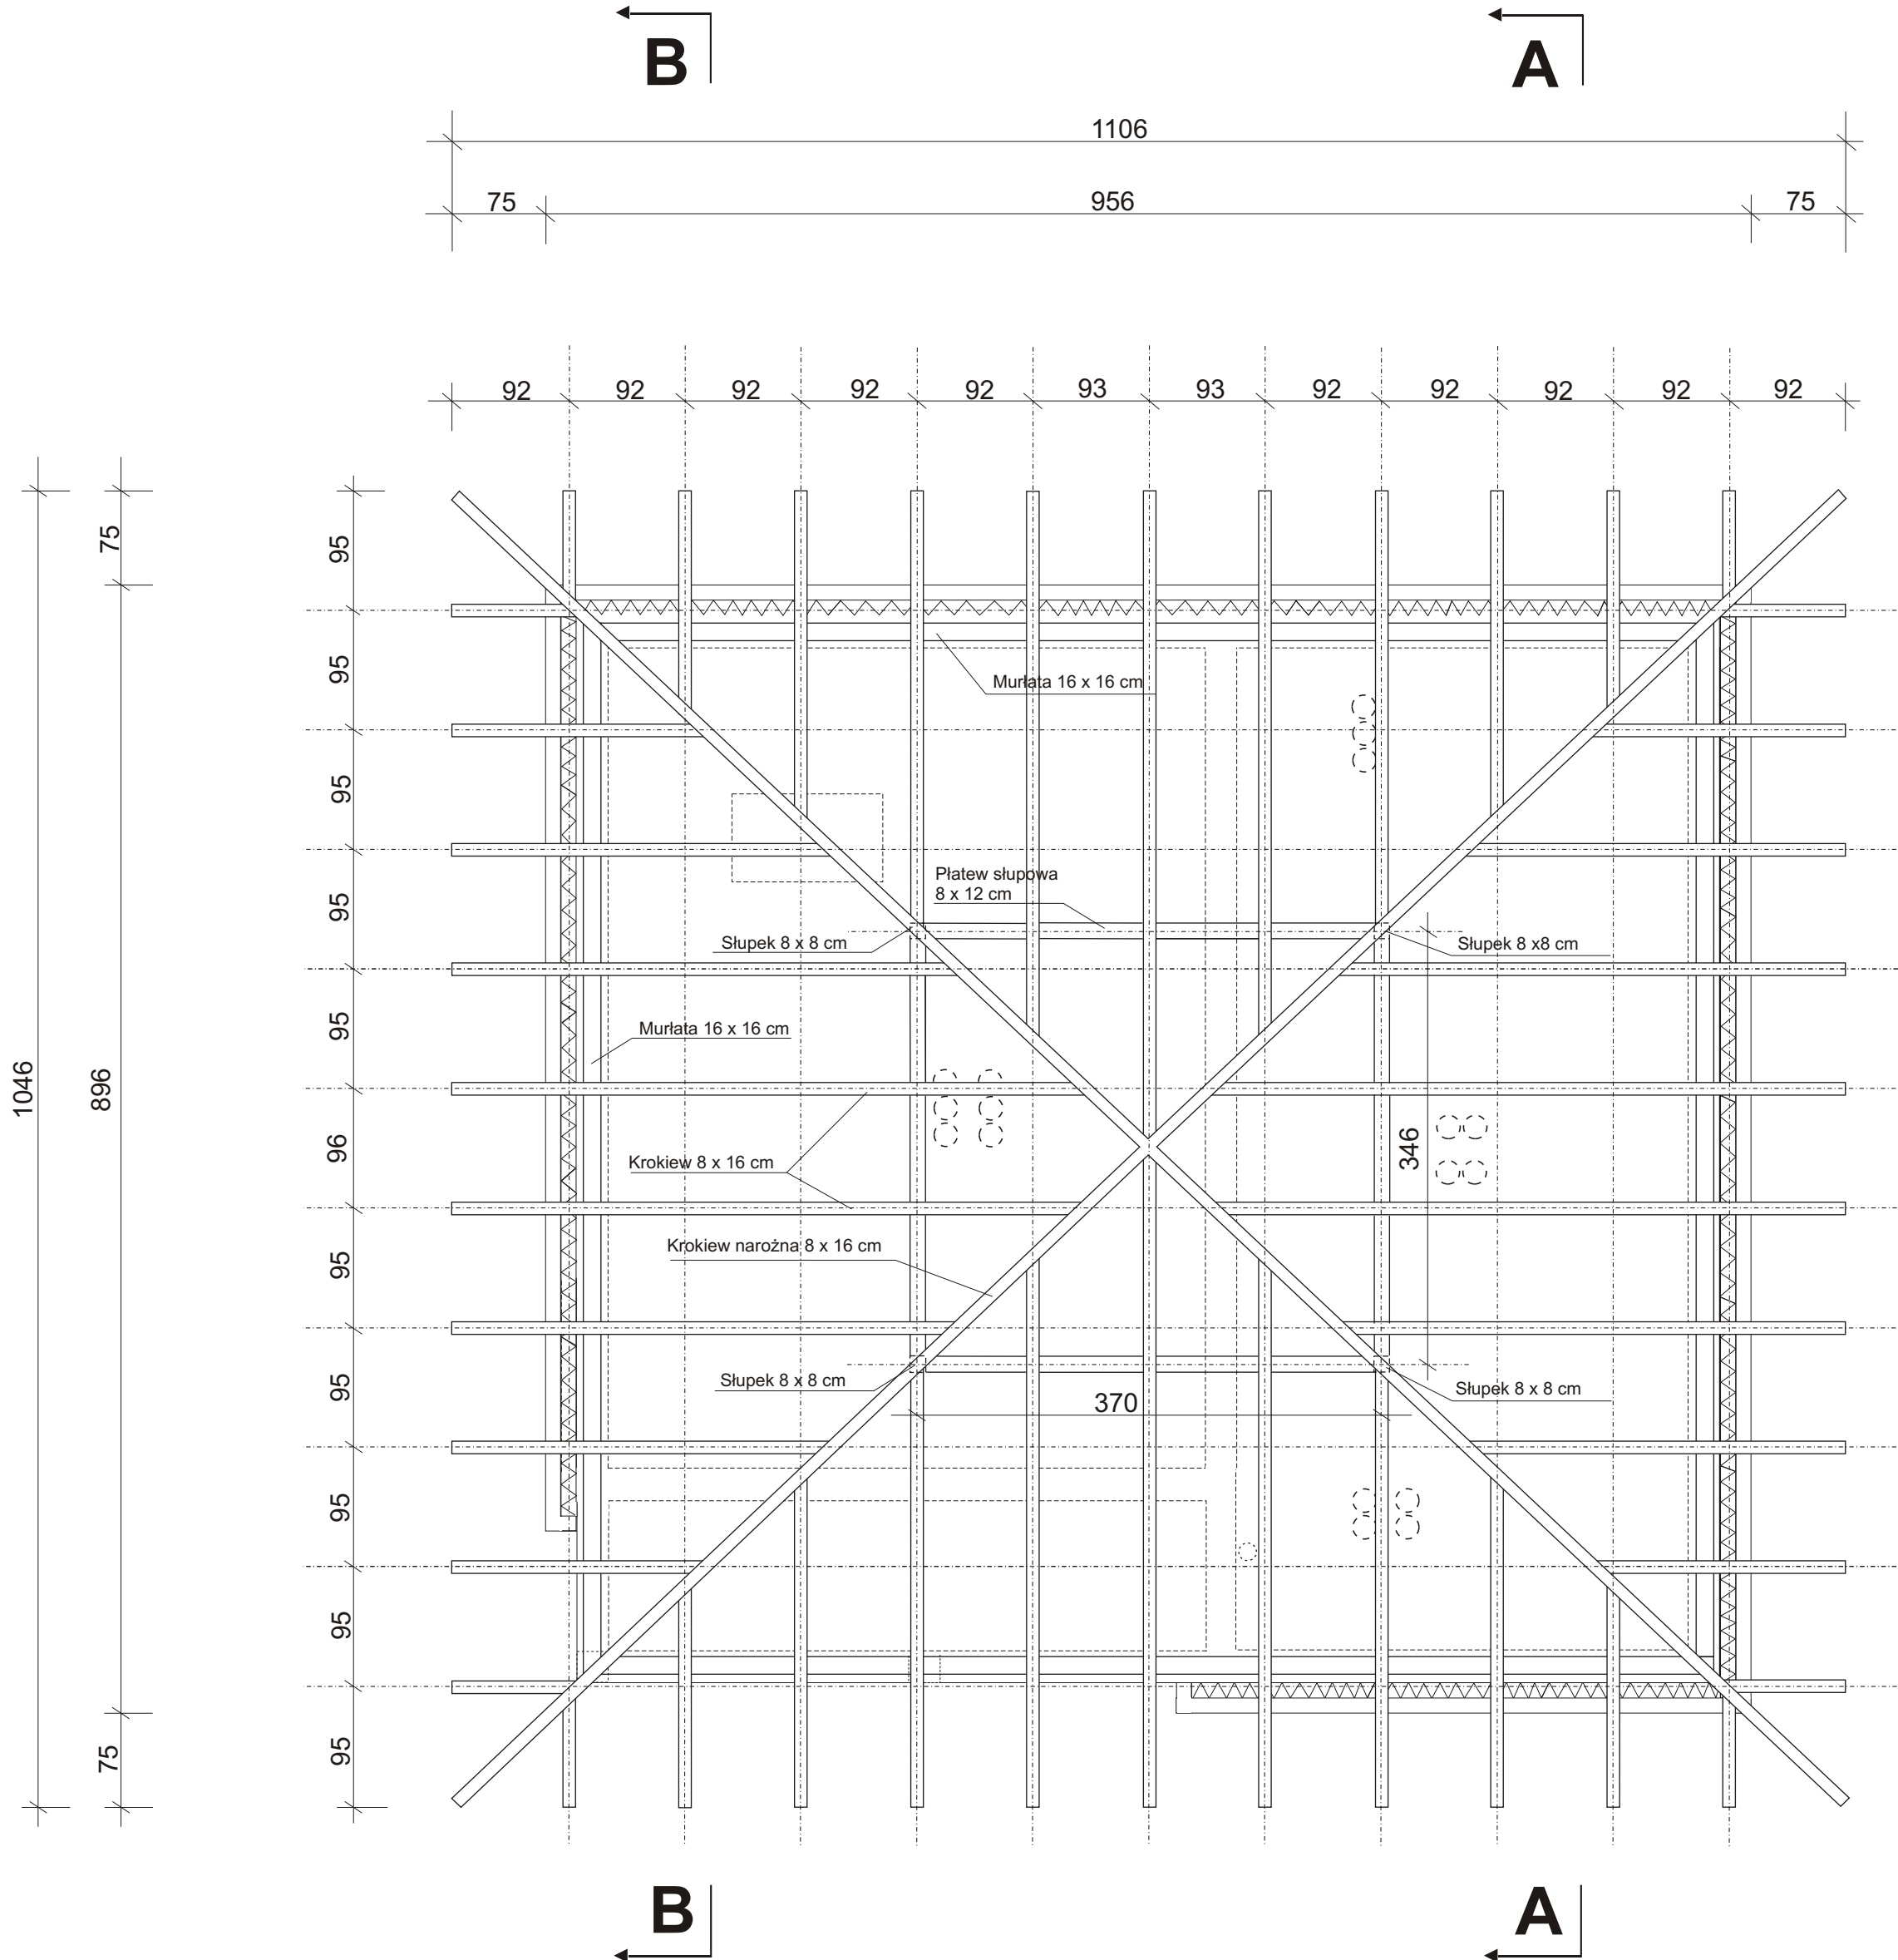 B
A
1106
75
956
75
92
92
92
92
92
93
93
92
92
92
92
92
1046
75
896
75
95
95
95
95
95
96
95
95
95
95
95
Murłata 16 x 16 cm
Płatew słupowa
8 x 12 cm
Słupek 8 x 8 cm
Słupek 8 x8 cm
Murłata 16 x 16 cm
346
Krokiew 8 x 16 cm
Krokiew narożna 8 x 16 cm
Słupek 8 x 8 cm
Słupek 8 x 8 cm
370
B
A